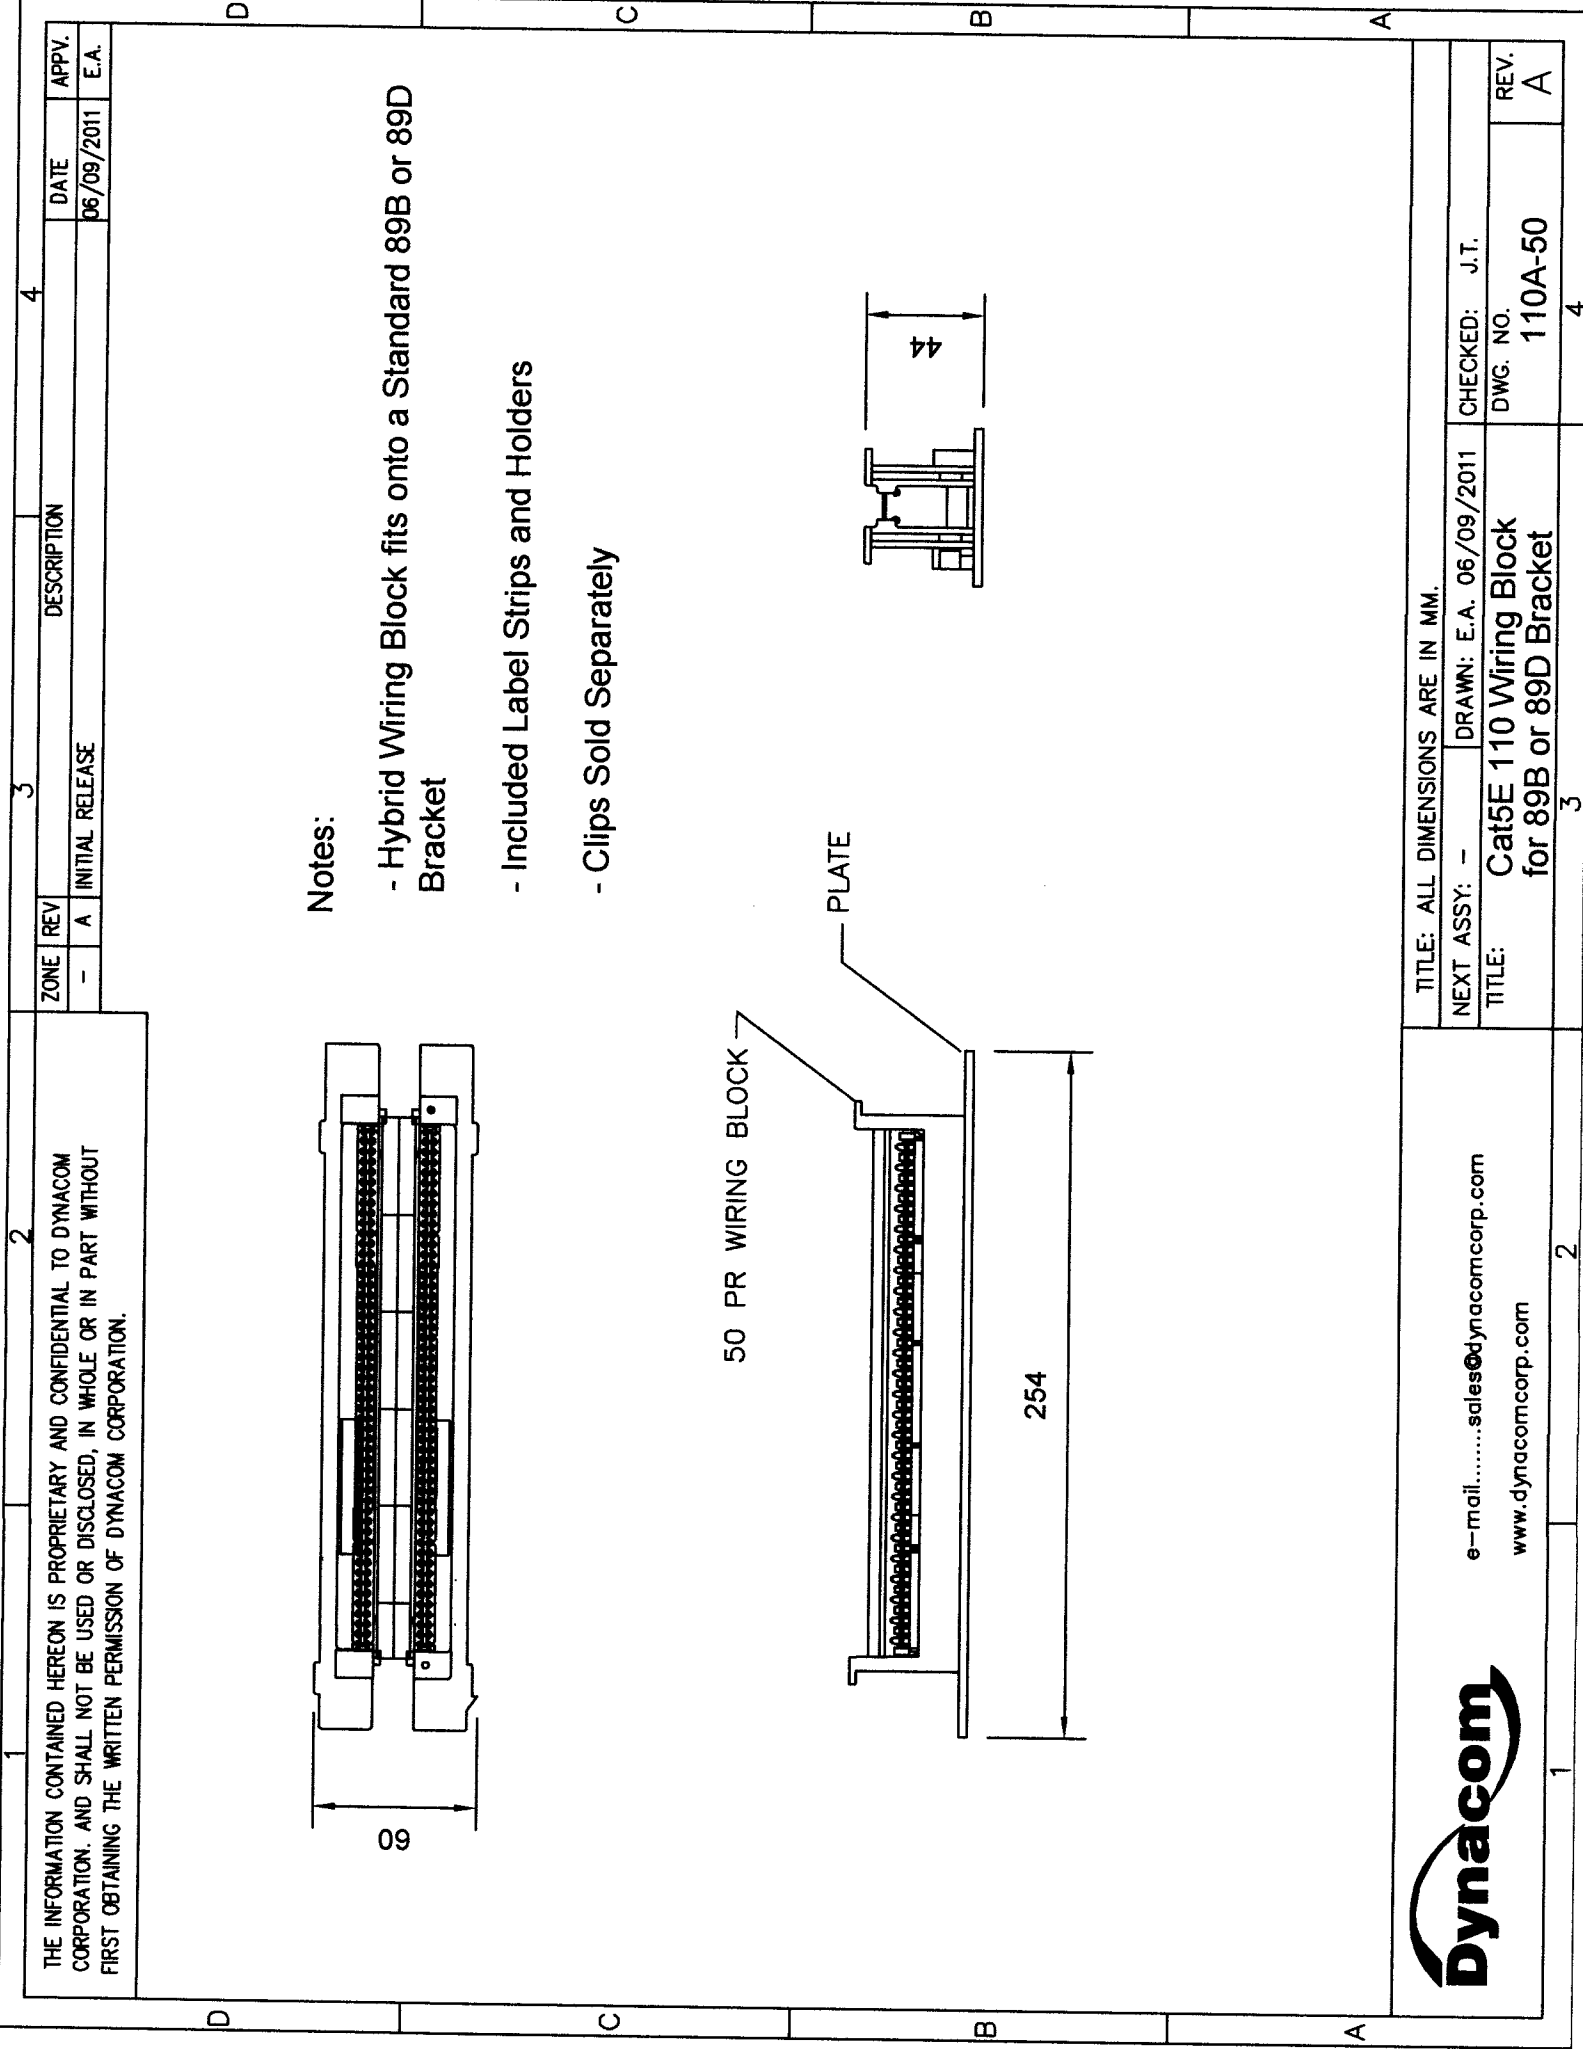 1
2
3
4
THE INFORMATION CONTAINED HEREON IS PROPRIETARY AND CONFIDENTIAL TO DYNACOM
CORPORATION. AND SHALL NOT BE USED OR DISCLOSED, IN WHOLE OR IN PART WITHOUT
FIRST OBTAINING THE WRITTEN PERMISSION OF DYNACOM CORPORATION.
ZONE REV DESCRIPTION DATE APPV.
- A INITIAL RELEASE 06/09/2011 E.A.
D
D
C
C
B
B
A
A
60
Notes:
- Hybrid Wiring Block fits onto a Standard 89B or 89D
Bracket
- Included Label Strips and Holders
- Clips Sold Separately
50 PR WIRING BLOCK
PLATE
254
44
Dynacom
e-mail........sales@dynacomcorp.com
www.dynacomcorp.com
TITLE: ALL DIMENSIONS ARE IN MM.
NEXT ASSY: - DRAWN: E.A. 06/09/2011 CHECKED: J.T.
TITLE: Cat5E 110 Wiring Block
for 89B or 89D Bracket
DWG. NO.
110A-50
REV.
A
1
2
3
4